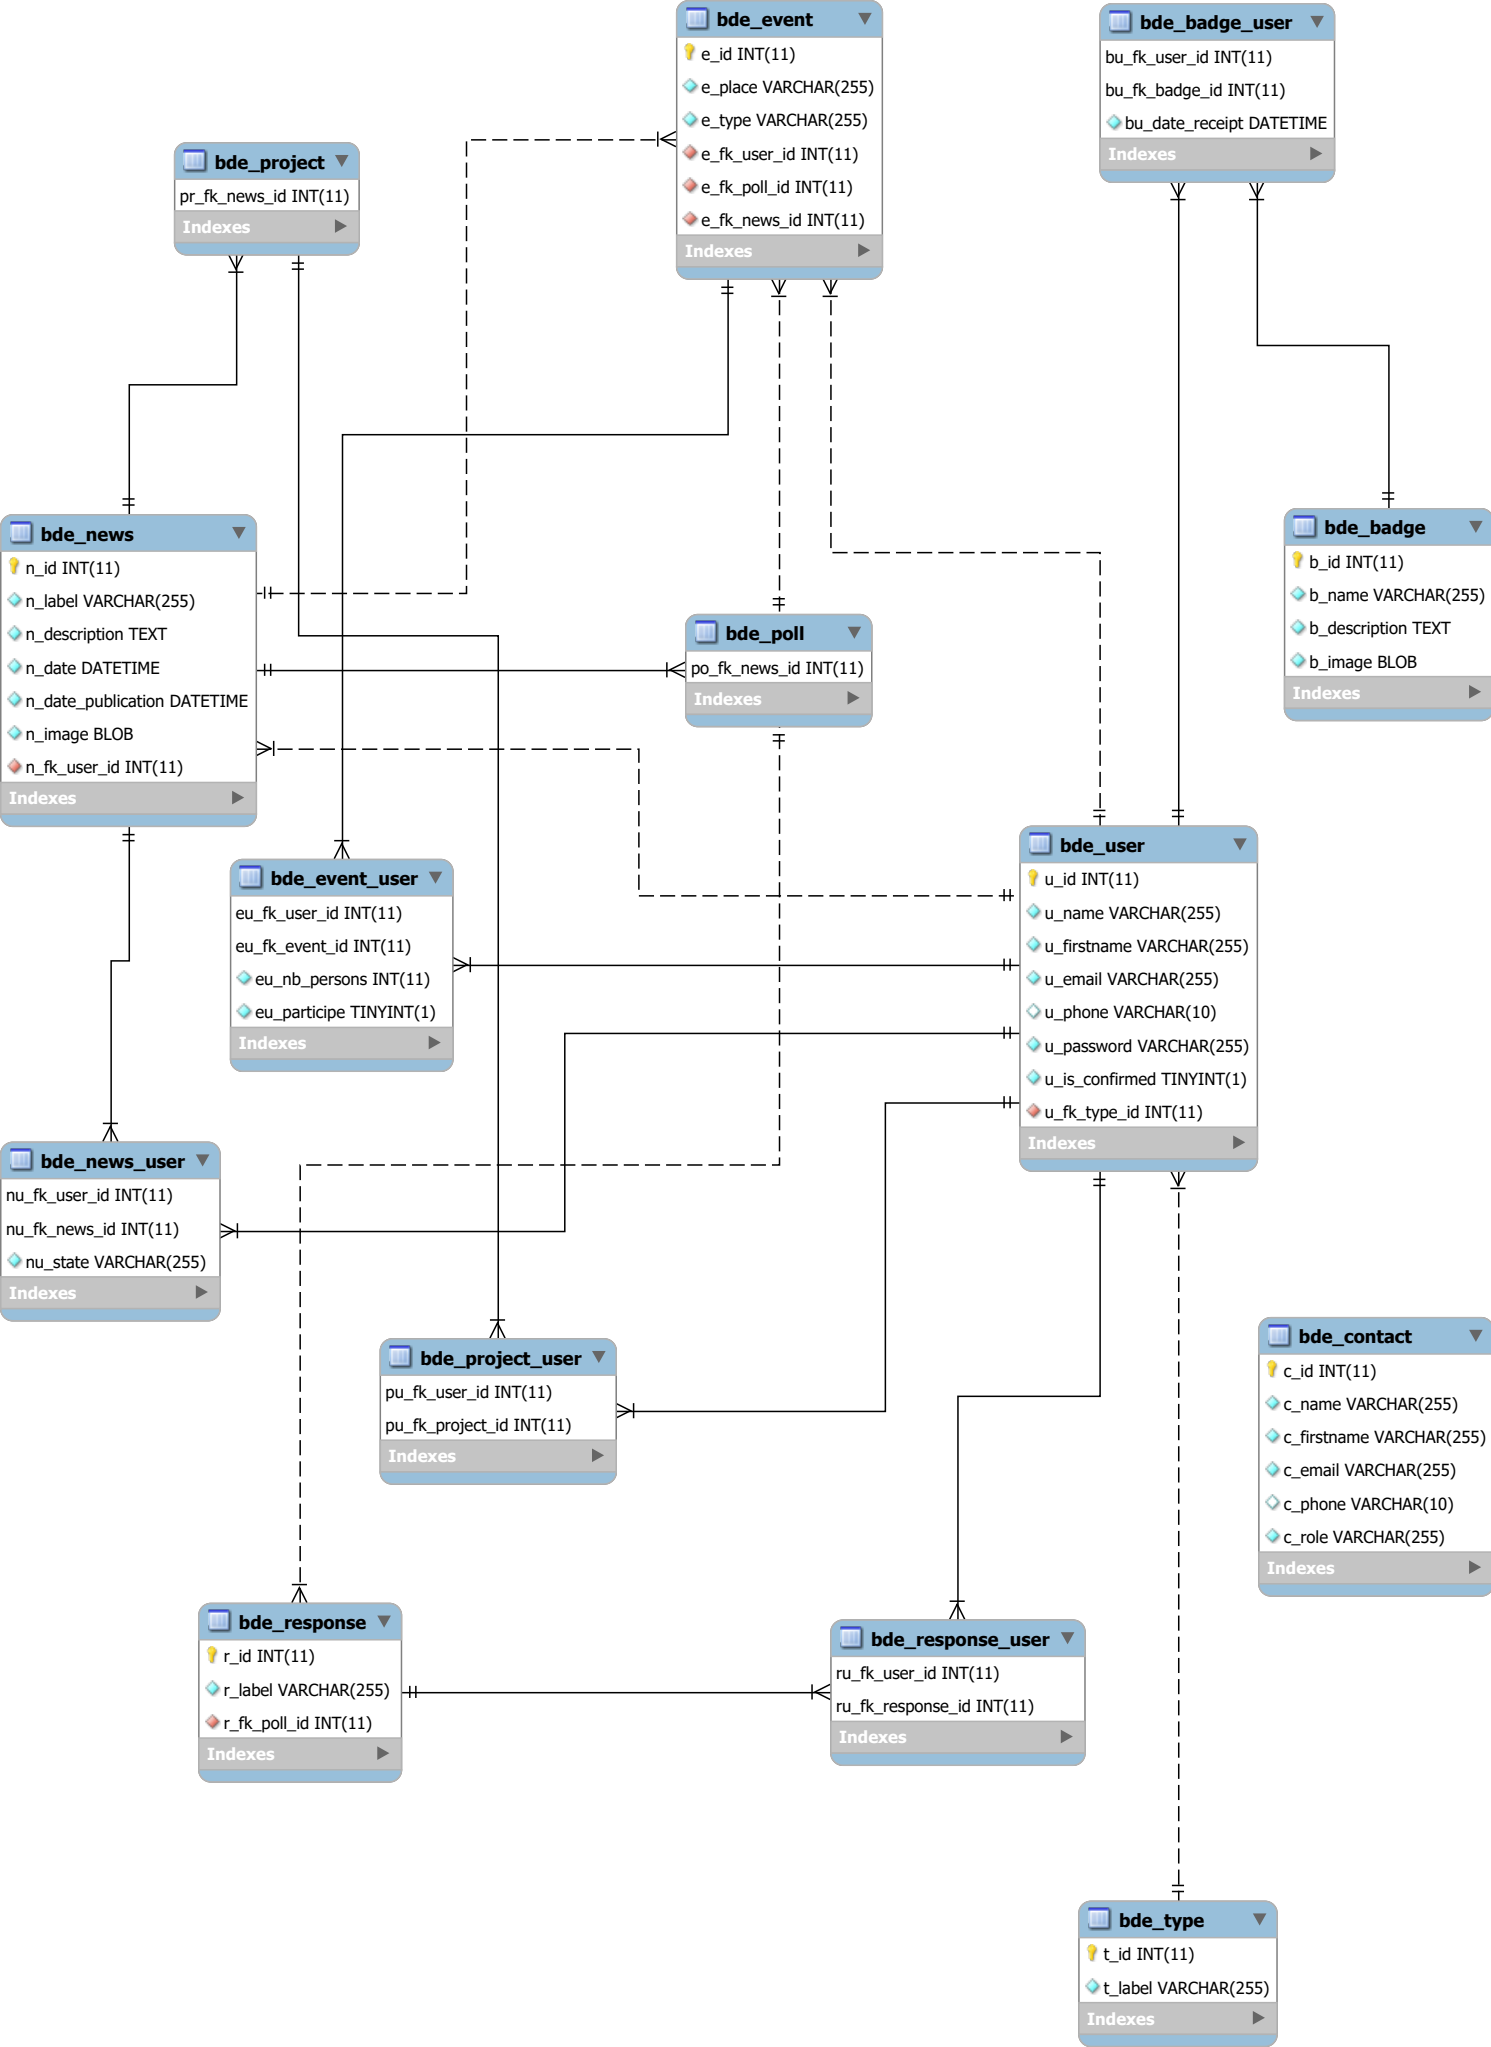 bde_event
e_id INT(11)
e_place VARCHAR(255)
e_type VARCHAR(255)
e_fk_user_id INT(11)
e_fk_poll_id INT(11)
e_fk_news_id INT(11)
Indexes
bde_badge_user
bu_fk_user_id INT(11)
bu_fk_badge_id INT(11)
bu_date_receipt DATETIME
Indexes
bde_project
pr_fk_news_id INT(11)
Indexes
bde_news
n_id INT(11)
n_label VARCHAR(255)
n_description TEXT
n_date DATETIME
n_date_publication DATETIME
n_image BLOB
n_fk_user_id INT(11)
Indexes
bde_poll
po_fk_news_id INT(11)
Indexes
bde_badge
b_id INT(11)
b_name VARCHAR(255)
b_description TEXT
b_image BLOB
Indexes
bde_event_user
eu_fk_user_id INT(11)
eu_fk_event_id INT(11)
eu_nb_persons INT(11)
eu_participe TINYINT(1)
Indexes
bde_user
u_id INT(11)
u_name VARCHAR(255)
u_firstname VARCHAR(255)
u_email VARCHAR(255)
u_phone VARCHAR(10)
u_password VARCHAR(255)
u_is_confirmed TINYINT(1)
u_fk_type_id INT(11)
Indexes
bde_news_user
nu_fk_user_id INT(11)
nu_fk_news_id INT(11)
nu_state VARCHAR(255)
Indexes
bde_project_user
pu_fk_user_id INT(11)
pu_fk_project_id INT(11)
Indexes
bde_contact
c_id INT(11)
c_name VARCHAR(255)
c_firstname VARCHAR(255)
c_email VARCHAR(255)
c_phone VARCHAR(10)
c_role VARCHAR(255)
Indexes
bde_response
r_id INT(11)
r_label VARCHAR(255)
r_fk_poll_id INT(11)
Indexes
bde_response_user
ru_fk_user_id INT(11)
ru_fk_response_id INT(11)
Indexes
bde_type
t_id INT(11)
t_label VARCHAR(255)
Indexes